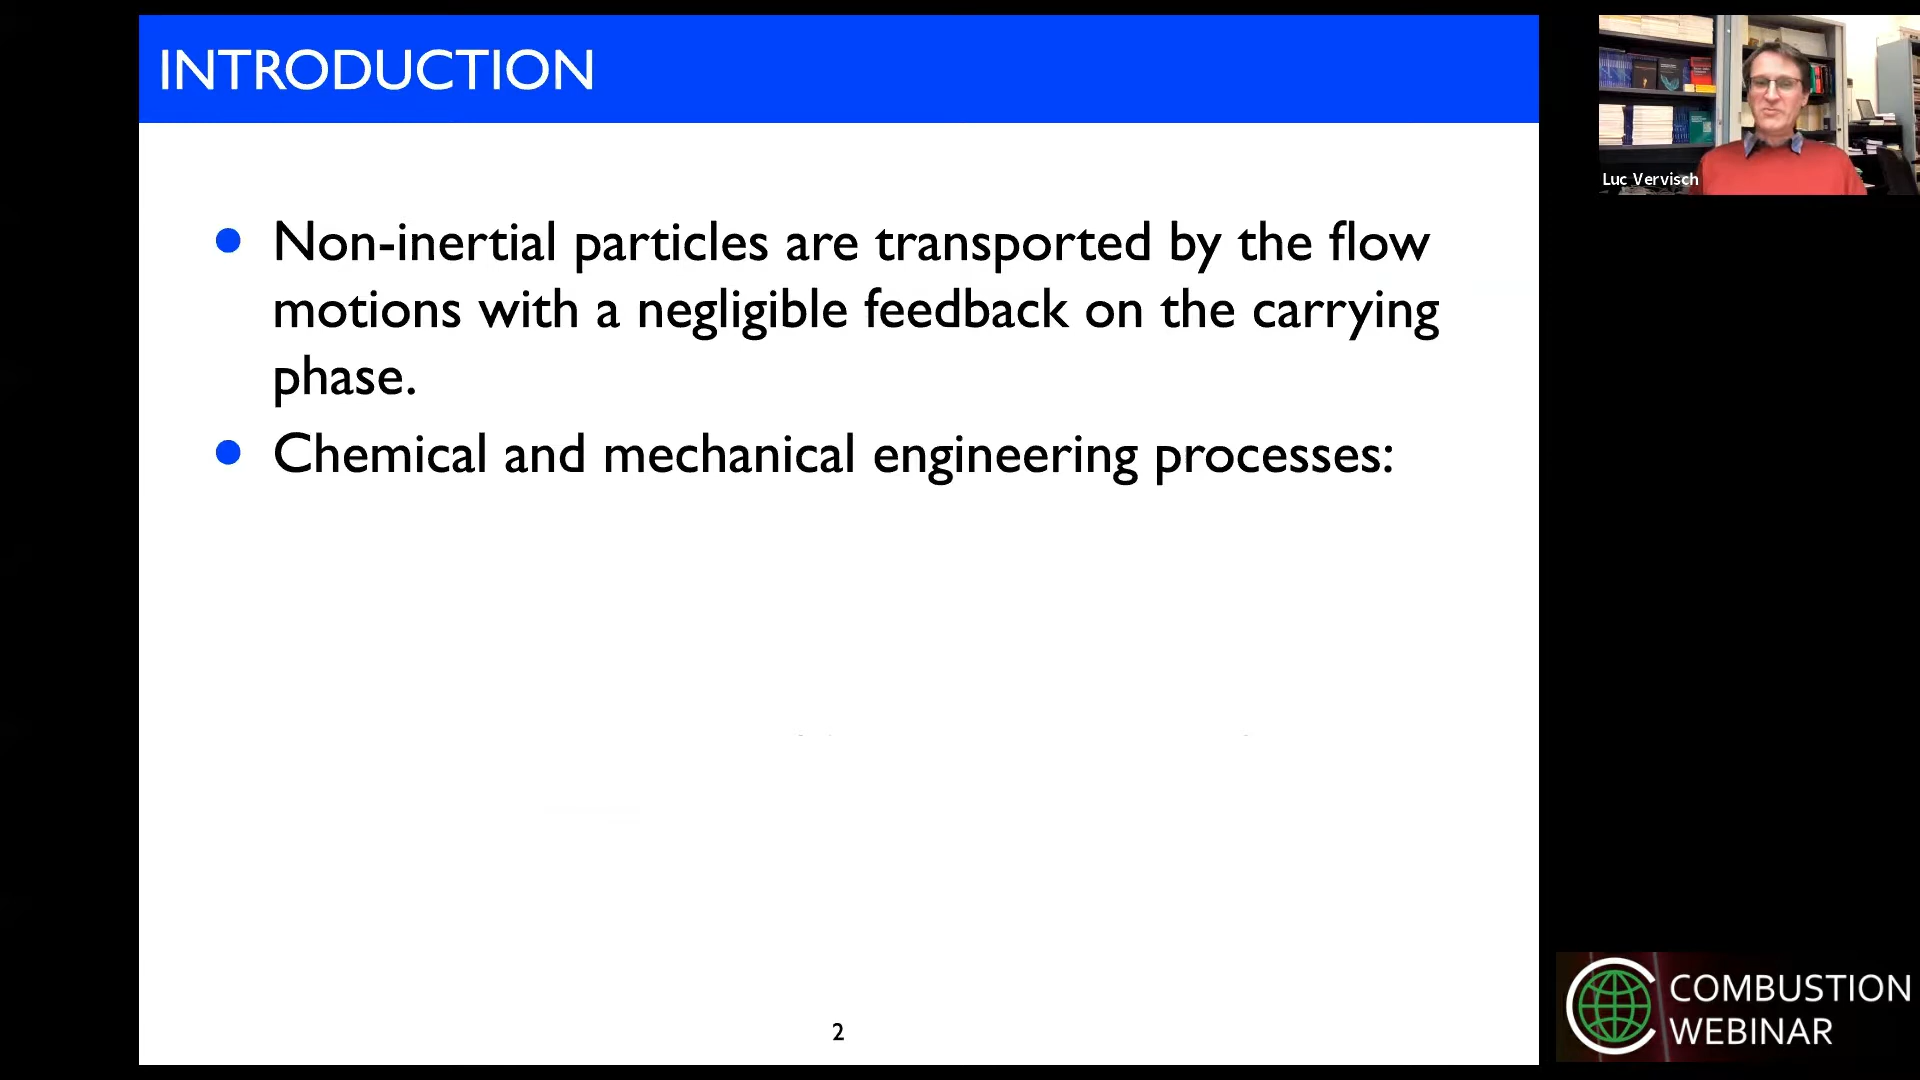 INTRODUCTION
Non-inertial particles are transported by the flow
motions with a negligible feedback on the carrying
phase.
Chemical and mechanical engineering processes:
2
Luc Vervisch
COMBUSTION
WEBINAR